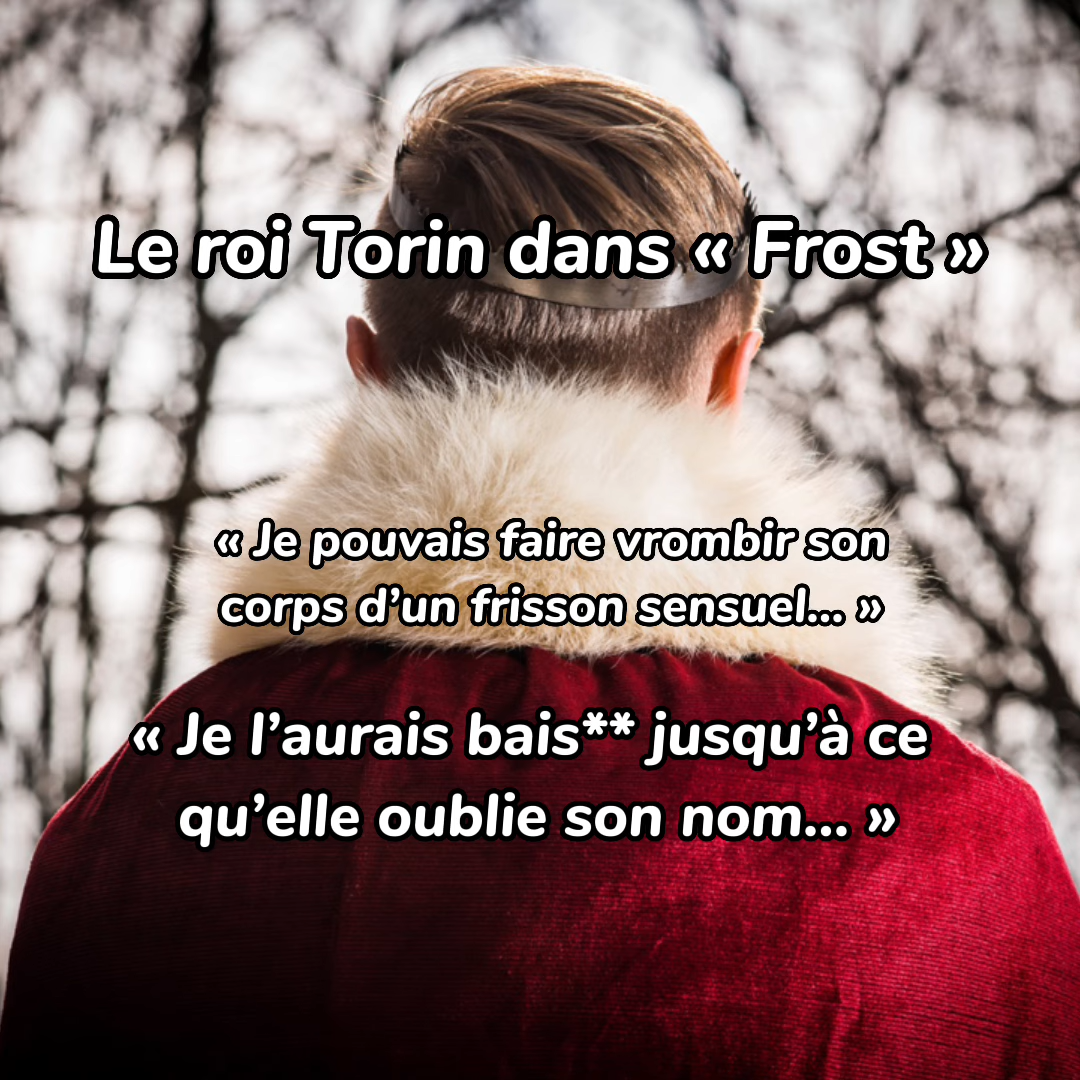 Le roi Torin dans « Frost »
« Je pouvais faire vrombir son
corps d’un frisson sensuel... »
« Je l’aurais bais** jusqu’à ce
qu’elle oublie son nom... »